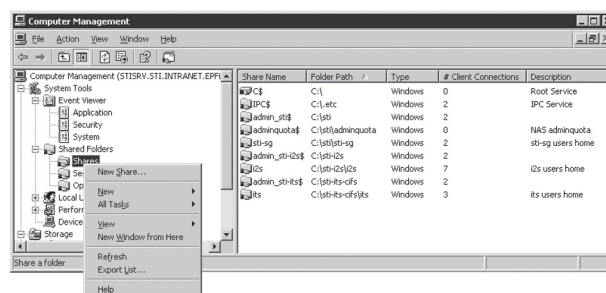 Computer Management
File Action View Window Help
Computer Management (STISRV.STI.INTRANET.EPFL
System Tools
Event Viewer
Application
Security
System
Shared Folders
Shares
Se
Op
Local U
Perfor
Device
Storage
New Share...
New
All Tasks
View
New Window from Here
Refresh
Export List...
Help
Share Name Folder Path Type # Client Connections Description
C$ C:\ Windows 0 Root Service
IPC$ C:\.etc Windows 2 IPC Service
admin_sti$ C:\sti Windows 2
adminquota$ C:\sti\adminquota Windows 0 NAS adminquota
sti-sg C:\sti\sti-sg Windows 2 sti-sg users home
admin_sti-i2s$ C:\sti-i2s Windows 2
i2s C:\sti-i2s\i2s Windows 7 i2s users home
admin_sti-its$ C:\sti-its-cifs Windows 2
its C:\sti-its-cifs\its Windows 3 its users home
Share a folder